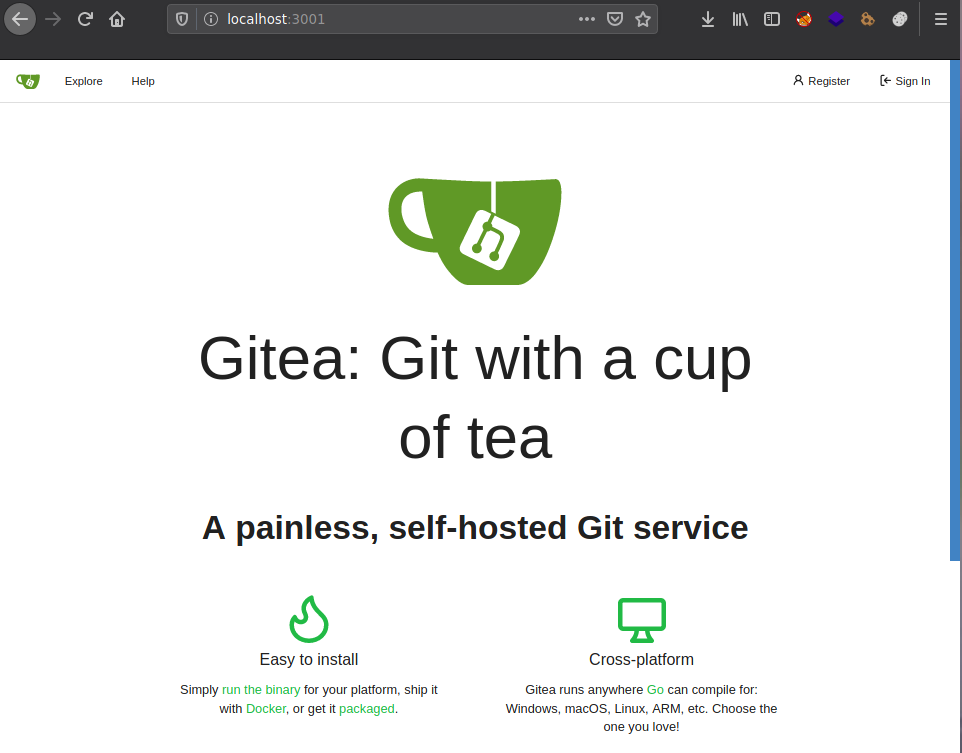 localhost:3001
Explore Help Register Sign In
Gitea: Git with a cup
of tea
A painless, self-hosted Git service
Easy to install
Simply run the binary for your platform, ship it
with Docker, or get it packaged.
Cross-platform
Gitea runs anywhere Go can compile for:
Windows, macOS, Linux, ARM, etc. Choose the
one you love!